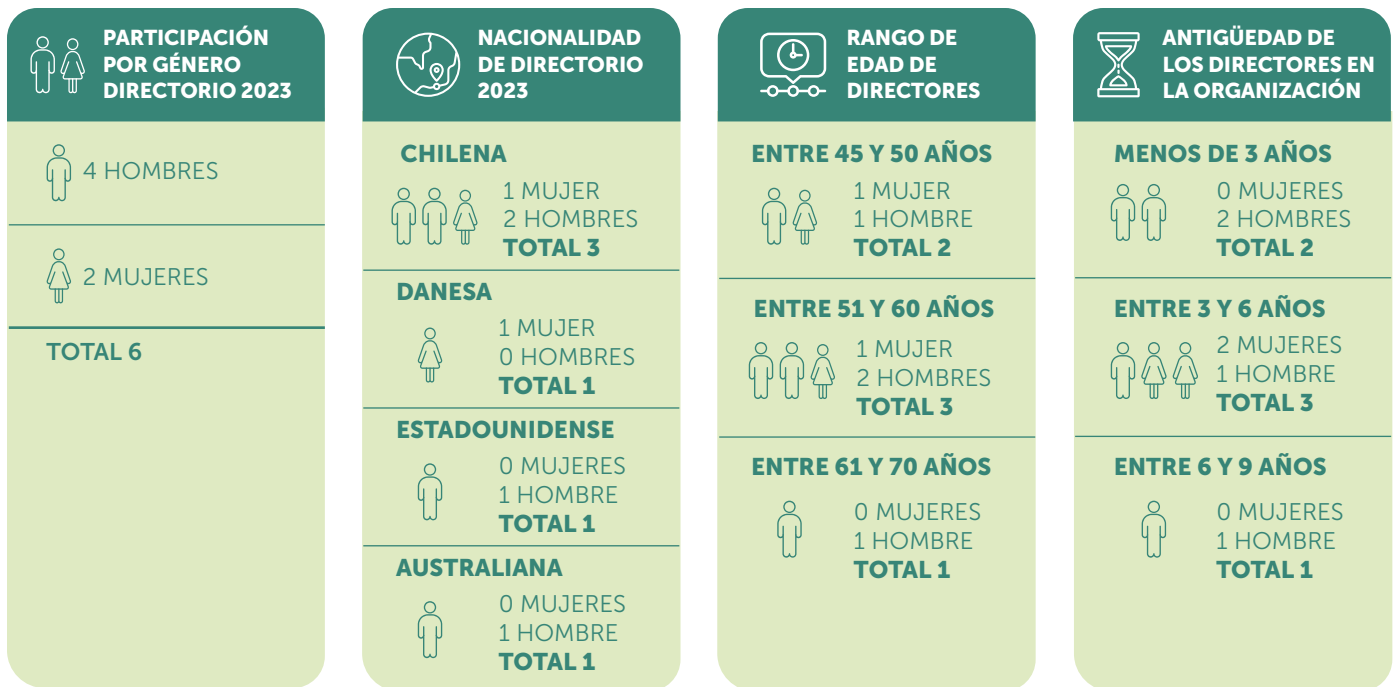 PARTICIPACIÓN
POR GÉNERO
DIRECTORIO 2023
4 HOMBRES
2 MUJERES
TOTAL 6
NACIONALIDAD
DE DIRECTORIO
2023
CHILENA
1 MUJER
2 HOMBRES
TOTAL 3
DANESA
1 MUJER
0 HOMBRES
TOTAL 1
ESTADOUNIDENSE
0 MUJERES
1 HOMBRE
TOTAL 1
AUSTRALIANA
0 MUJERES
1 HOMBRE
TOTAL 1
RANGO DE
EDAD DE
DIRECTORES
ENTRE 45 Y 50 AÑOS
1 MUJER
1 HOMBRE
TOTAL 2
ENTRE 51 Y 60 AÑOS
1 MUJER
2 HOMBRES
TOTAL 3
ENTRE 61 Y 70 AÑOS
0 MUJERES
1 HOMBRE
TOTAL 1
ANTIGÜEDAD DE
LOS DIRECTORES EN
LA ORGANIZACIÓN
MENOS DE 3 AÑOS
0 MUJERES
2 HOMBRES
TOTAL 2
ENTRE 3 Y 6 AÑOS
2 MUJERES
1 HOMBRE
TOTAL 3
ENTRE 6 Y 9 AÑOS
0 MUJERES
1 HOMBRE
TOTAL 1